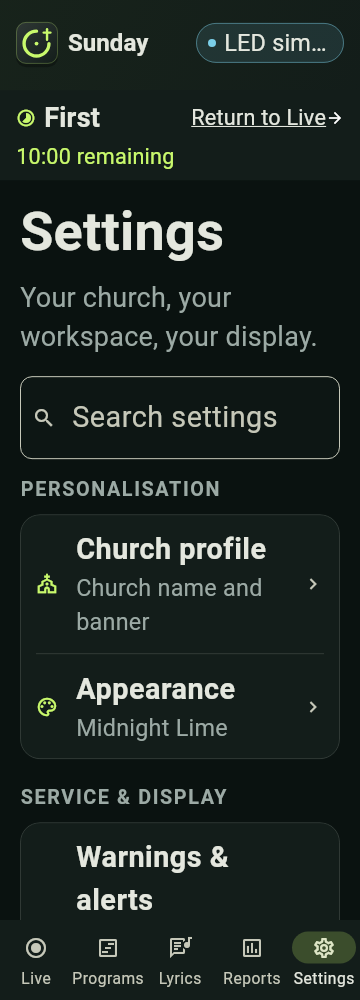 Sunday
LED sim…
First
Return to Live
10:00 remaining
Settings
Your church, your
workspace, your display.
Search settings
PERSONALISATION
Church profile
Church name and
banner
Appearance
Midnight Lime
SERVICE & DISPLAY
Warnings &
alerts
Live
Programs
Lyrics
Reports
Settings